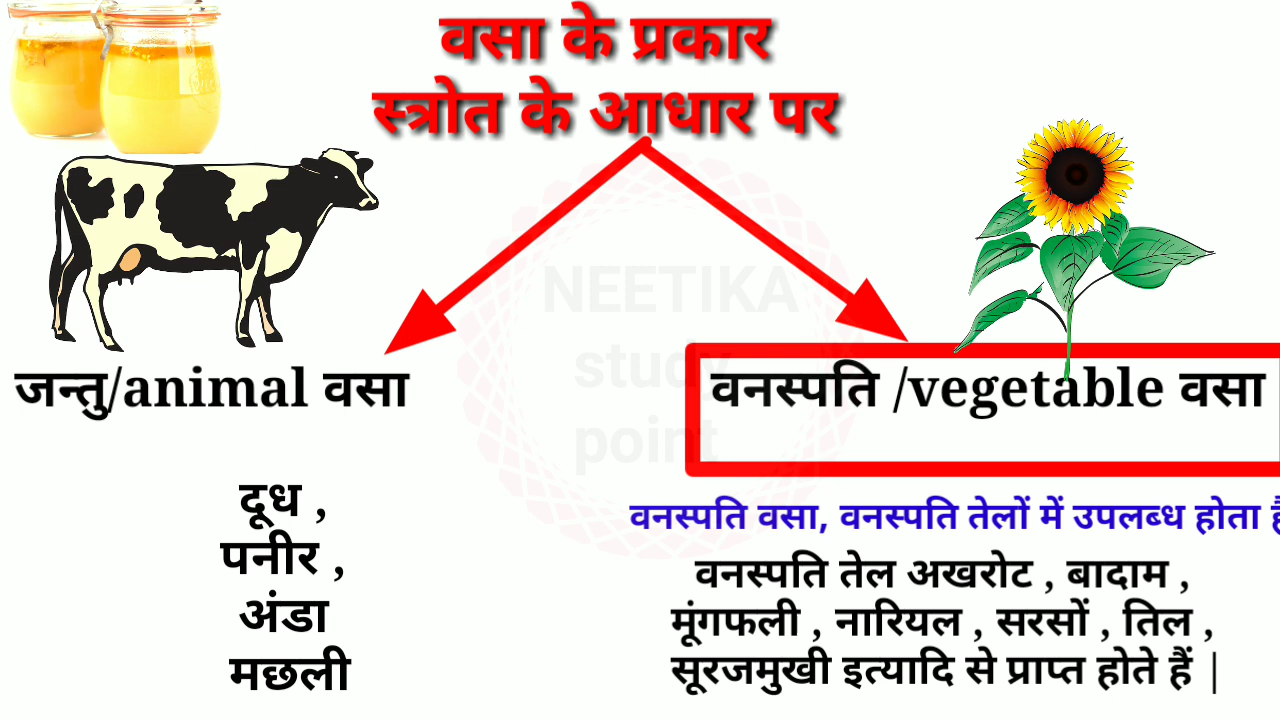 वसा के प्रकार
स्त्रोत के आधार पर
NEETIKA
study
point
जन्तु/animal वसा
वनस्पति /vegetable वसा
दूध ,
पनीर ,
अंडा
मछली
वनस्पति वसा, वनस्पति तेलों में उपलब्ध होता है
वनस्पति तेल अखरोट , बादाम ,
मूंगफली , नारियल , सरसों , तिल ,
सूरजमुखी इत्यादि से प्राप्त होते हैं |